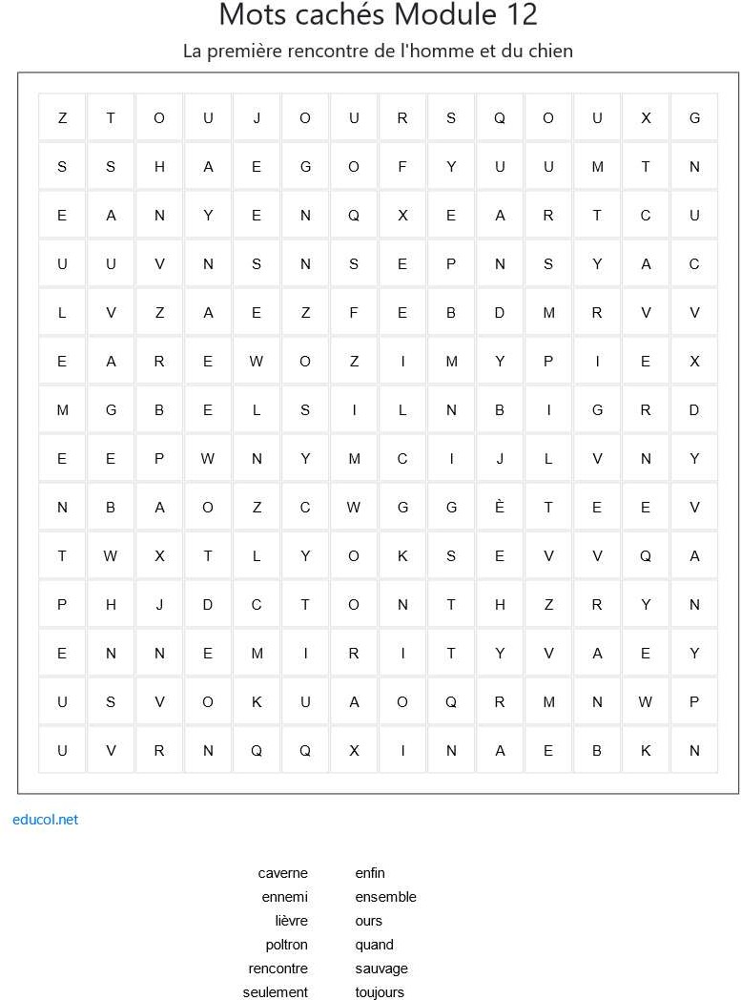 Mots cachés Module 12
La première rencontre de l'homme et du chien
Z T O U J O U R S Q O U X G
S S H A E G O F Y U U M T N
E A N Y E N Q X E A R T C U
U U V N S N S E P N S Y A C
L V Z A E Z F E B D M R V V
E A R E W O Z I M Y P I E X
M G B E L S I L N B I G R D
E E P W N Y M C I J L V N Y
N B A O Z C W G G È T E E V
T W X T L Y O K S E V V Q A
P H J D C T O N T H Z R Y N
E N N E M I R I T Y V A E Y
U S V O K U A O Q R M N W P
U V R N Q Q X I N A E B K N
educol.net
caverne enfin
ennemi ensemble
lièvre ours
poltron quand
rencontre sauvage
seulement toujours